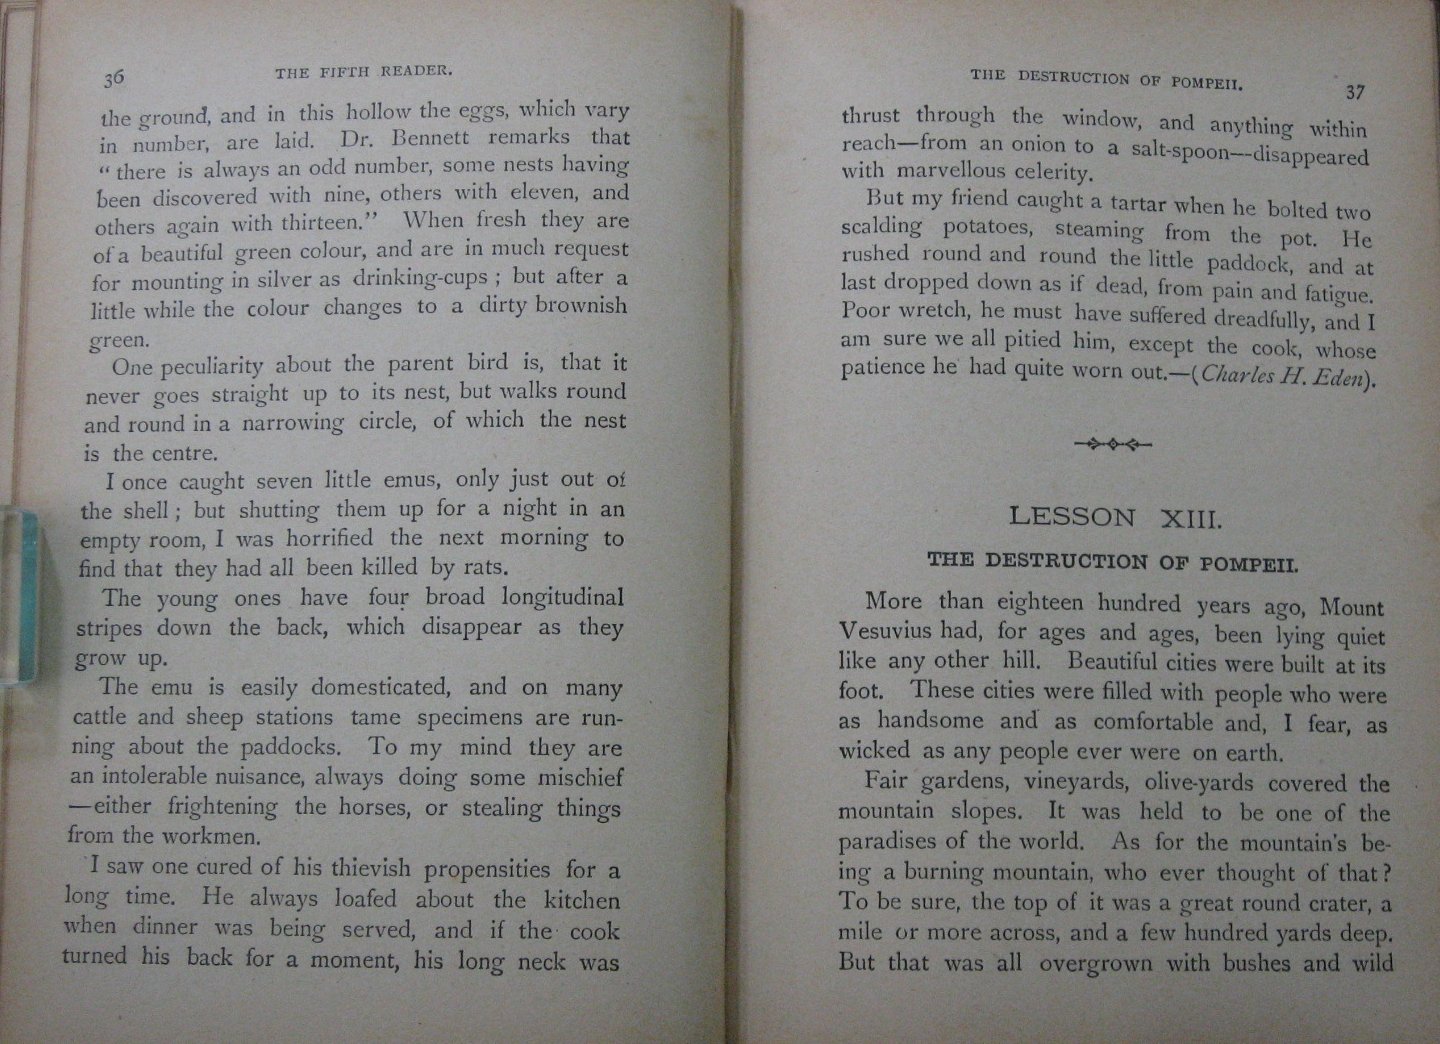 36
THE FIFTH READER.
the ground, and in this hollow the eggs, which vary
in number, are laid. Dr. Bennett remarks that
“ there is always an odd number, some nests having
been discovered with nine, others with eleven, and
others again with thirteen.” When fresh they are
of a beautiful green colour, and are in much request
for mounting in silver as drinking-cups ; but after a
little while the colour changes to a dirty brownish
green.
One peculiarity about the parent bird is, that it
never goes straight up to its nest, but walks round
and round in a narrowing circle, of which the nest
is the centre.
I once caught seven little emus, only just out of
the shell ; but shutting them up for a night in an
empty room, I was horrified the next morning to
find that they had all been killed by rats.
The young ones have four broad longitudinal
stripes down the back, which disappear as they
grow up.
The emu is easily domesticated, and on many
cattle and sheep stations tame specimens are run-
ning about the paddocks. To my mind they are
an intolerable nuisance, always doing some mischief
—either frightening the horses, or stealing things
from the workmen.
I saw one cured of his thievish propensities for a
long time. He always loafed about the kitchen
when dinner was being served, and if the cook
turned his back for a moment, his long neck was
THE DESTRUCTION OF POMPEII.
37
thrust through the window, and anything within
reach—from an onion to a salt-spoon—disappeared
with marvellous celerity.
But my friend caught a tartar when he bolted two
scalding potatoes, steaming from the pot. He
rushed round and round the little paddock, and at
last dropped down as if dead, from pain and fatigue.
Poor wretch, he must have suffered dreadfully, and I
am sure we all pitied him, except the cook, whose
patience he had quite worn out.—(Charles H. Eden).
LESSON XIII.
THE DESTRUCTION OF POMPEII.
More than eighteen hundred years ago, Mount
Vesuvius had, for ages and ages, been lying quiet
like any other hill. Beautiful cities were built at its
foot. These cities were filled with people who were
as handsome and as comfortable and, I fear, as
wicked as any people ever were on earth.
Fair gardens, vineyards, olive-yards covered the
mountain slopes. It was held to be one of the
paradises of the world. As for the mountain's be-
ing a burning mountain, who ever thought of that?
To be sure, the top of it was a great round crater, a
mile or more across, and a few hundred yards deep.
But that was all overgrown with bushes and wild